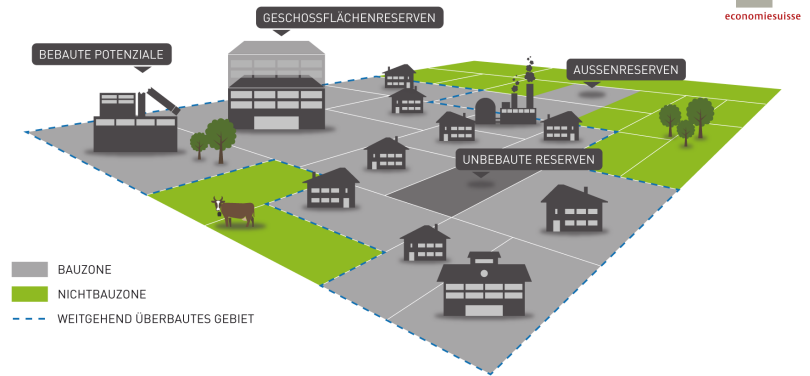 economiesuisse
GESCHOSSFLÄCHENRESERVEN
BEBAUTE POTENZIALE
AUSSENRESERVEN
UNBEBAUTE RESERVEN
BAUZONE
NICHTBAUZONE
WEITGEHEND ÜBERBAUTES GEBIET